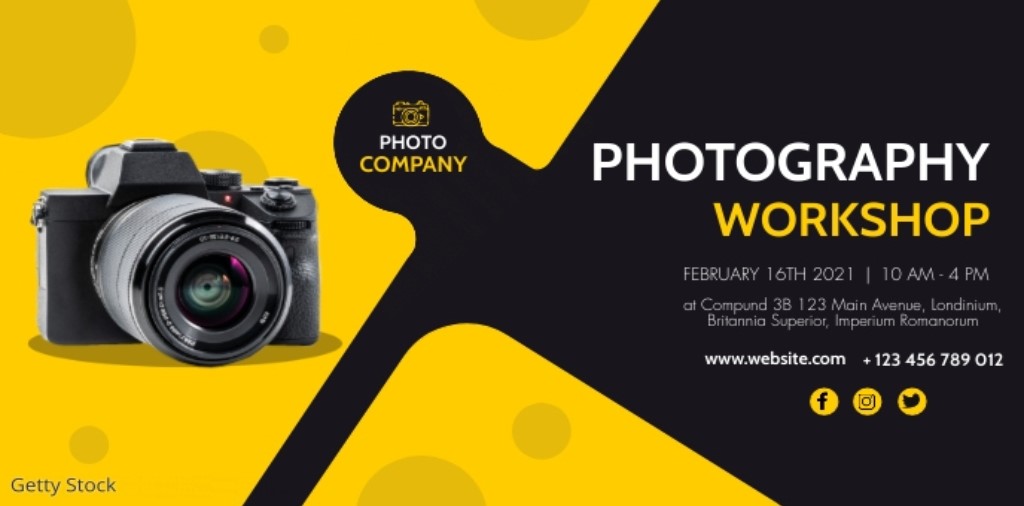 PHOTO
COMPANY
PHOTOGRAPHY
WORKSHOP
FEBRUARY 16TH 2021 | 10 AM - 4 PM
at Compund 3B 123 Main Avenue, Londinium,
Britannia Superior, Imperium Romanorum
www.website.com +123 456 789 012
Getty Stock